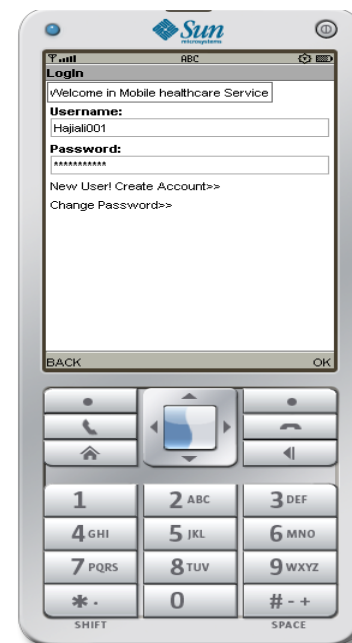 Sun
microsystems
ABC
LogIn
Welcome in Mobile healthcare Service
Username:
Hajiali001
Password:
***********
New User! Create Account>>
Change Password>>
BACK OK
1 2 ABC 3 DEF
4 GHI 5 JKL 6 MNO
7 PQRS 8 TUV 9 WXYZ
* . 0 # - +
SHIFT SPACE